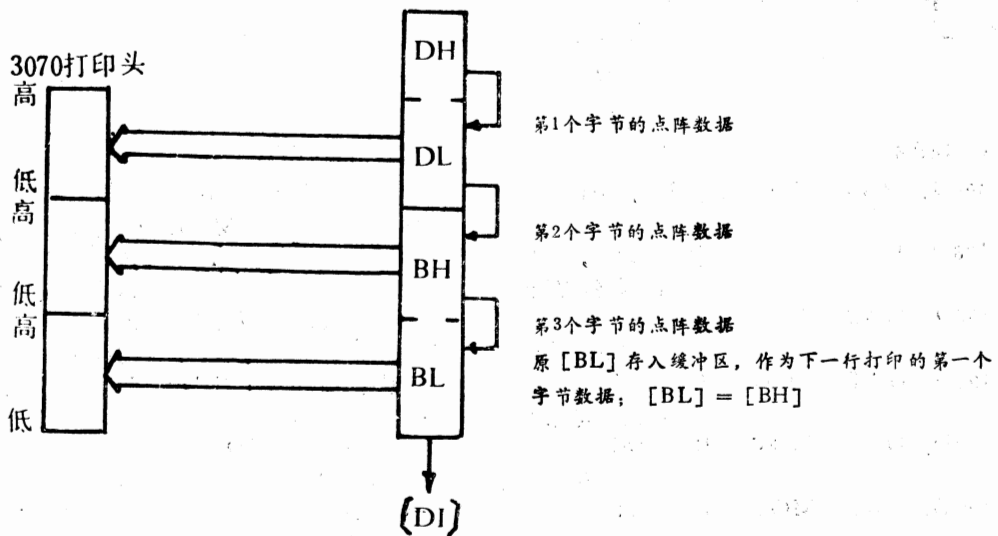 3070打印头
高
低
高
低
高
低
DH
DL
BH
BL
[DI]
第1个字节的点阵数据
第2个字节的点阵数据
第3个字节的点阵数据
原［BL］存入缓冲区，作为下一行打印的第一个
字节数据；［BL］＝［BH］